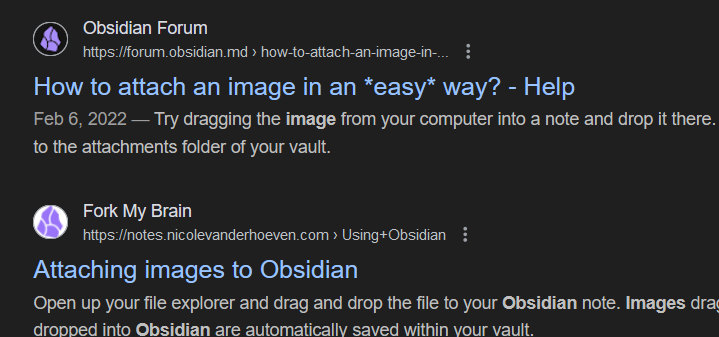 Obsidian Forum
https://forum.obsidian.md › how-to-attach-an-image-in-...
How to attach an image in an *easy* way? - Help
Feb 6, 2022 — Try dragging the image from your computer into a note and drop it there.
to the attachments folder of your vault.
Fork My Brain
https://notes.nicolevanderhoeven.com › Using+Obsidian
Attaching images to Obsidian
Open up your file explorer and drag and drop the file to your Obsidian note. Images drag
dropped into Obsidian are automatically saved within your vault.